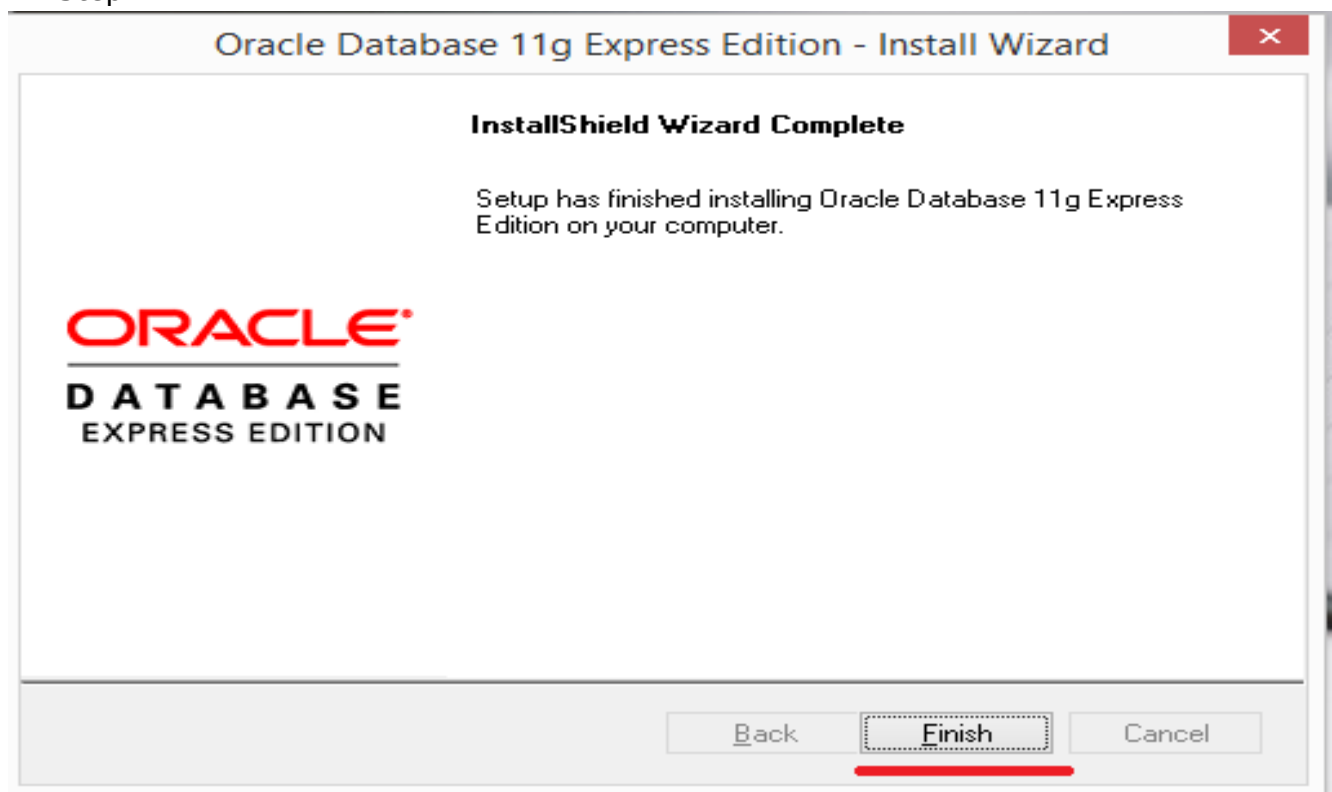 Oracle Database 11g Express Edition - Install Wizard
InstallShield Wizard Complete
Setup has finished installing Oracle Database 11g Express
Edition on your computer.
ORACLE
DATABASE
EXPRESS EDITION
Back Finish Cancel